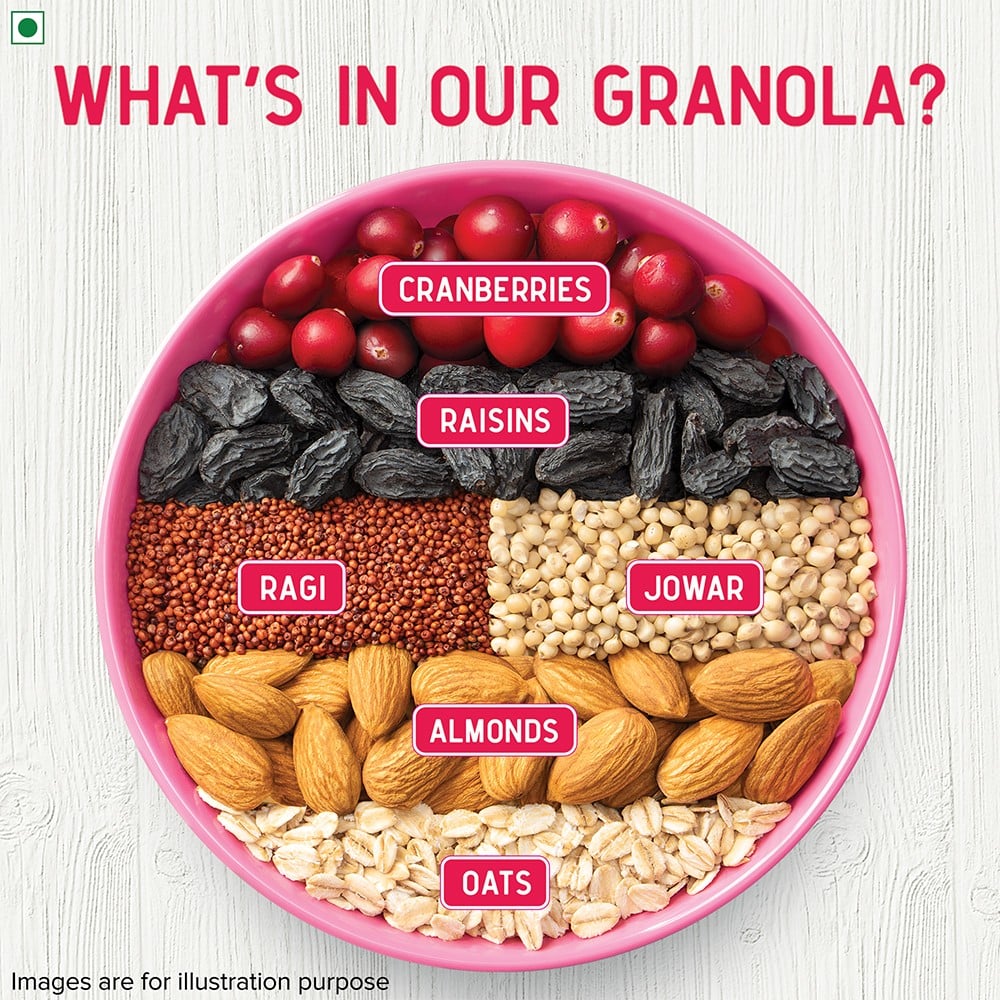 WHAT'S IN OUR GRANOLA?
CRANBERRIES
RAISINS
RAGI
JOWAR
ALMONDS
OATS
Images are for illustration purpose